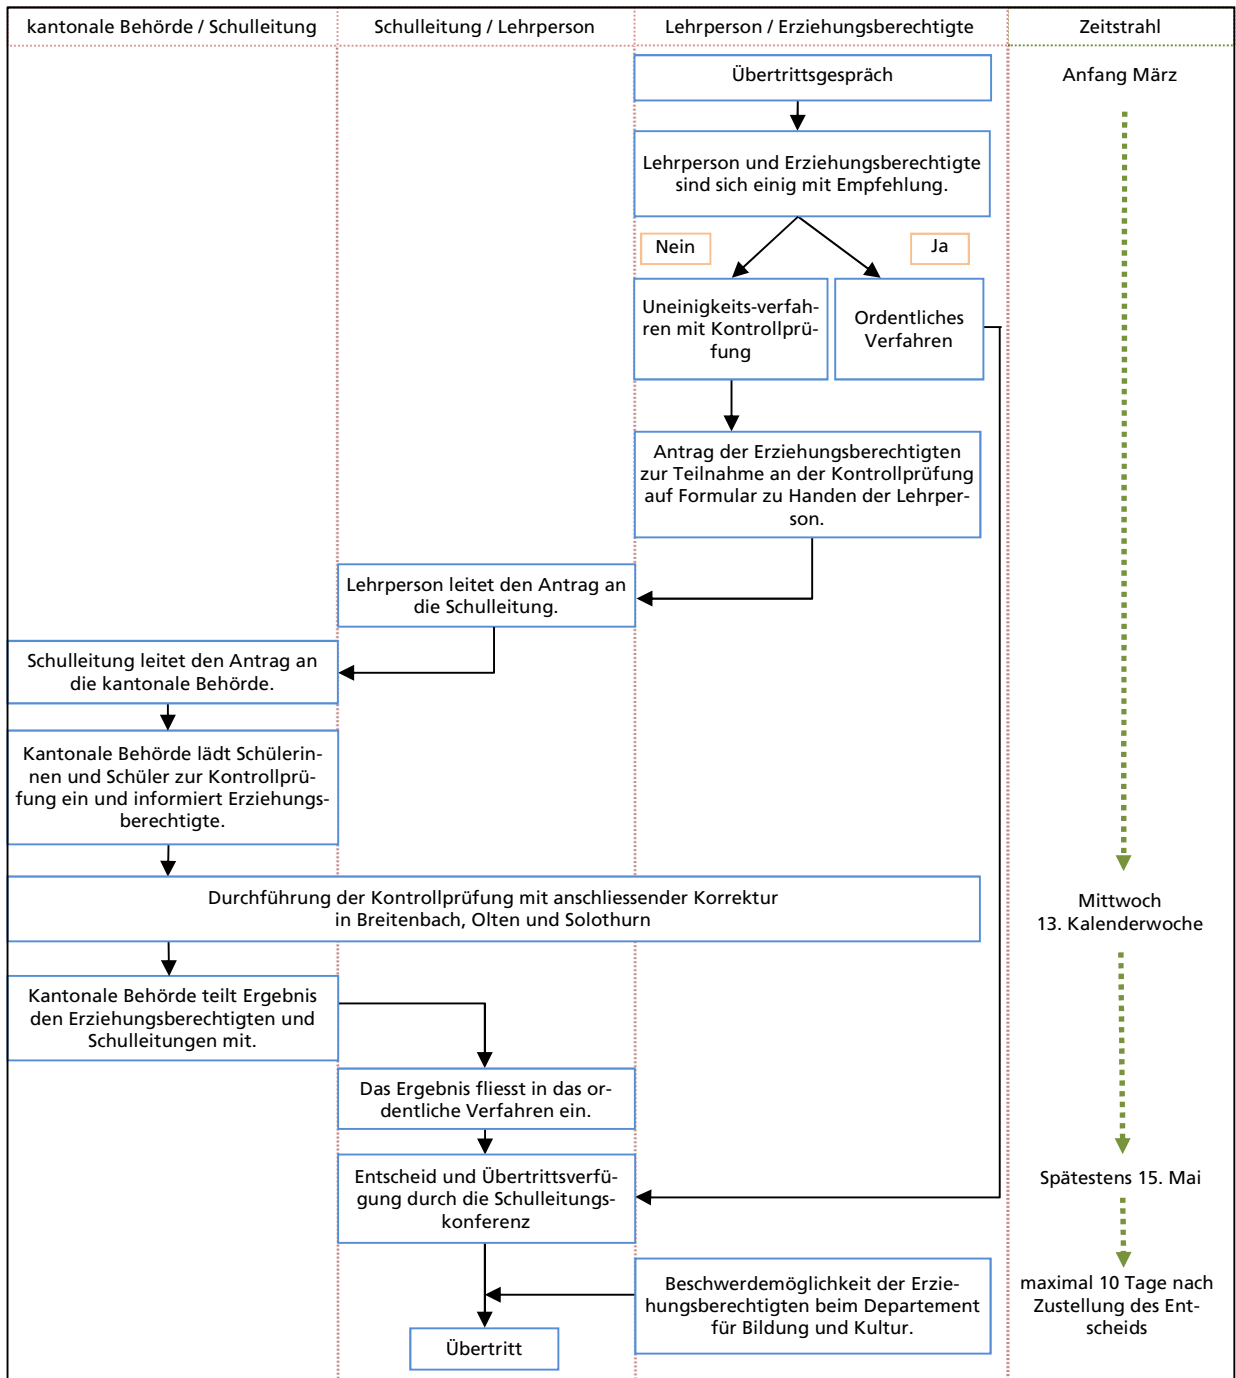 kantonale Behörde / Schulleitung
Schulleitung / Lehrperson
Lehrperson / Erziehungsberechtigte
Zeitstrahl
Übertrittsgespräch
Anfang März
Lehrperson und Erziehungsberechtigte
sind sich einig mit Empfehlung.
Nein
Ja
Uneinigkeits-verfah-
ren mit Kontrollprü-
fung
Ordentliches
Verfahren
Antrag der Erziehungsberechtigten
zur Teilnahme an der Kontrollprüfung
auf Formular zu Handen der Lehrper-
son.
Lehrperson leitet den Antrag an
die Schulleitung.
Schulleitung leitet den Antrag an
die kantonale Behörde.
Kantonale Behörde lädt Schülerin-
nen und Schüler zur Kontrollprü-
fung ein und informiert Erziehungs-
berechtigte.
Durchführung der Kontrollprüfung mit anschliessender Korrektur
in Breitenbach, Olten und Solothurn
Mittwoch
13. Kalenderwoche
Kantonale Behörde teilt Ergebnis
den Erziehungsberechtigten und
Schulleitungen mit.
Das Ergebnis fliesst in das or-
dentliche Verfahren ein.
Entscheid und Übertrittsverfü-
gung durch die Schulleitungs-
konferenz
Spätestens 15. Mai
Beschwerdemöglichkeit der Erzie-
hungsberechtigten beim Departement
für Bildung und Kultur.
maximal 10 Tage nach
Zustellung des Ent-
scheids
Übertritt